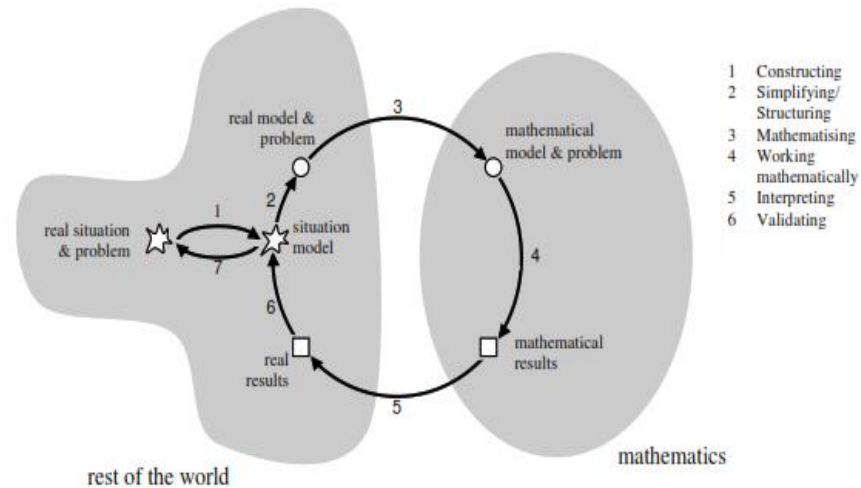 real model &
problem
3
mathematical
model & problem
1
2
real situation
& problem
situation
model
7
4
6
real
results
mathematical
results
5
rest of the world
mathematics
1 Constructing
2 Simplifying/
Structuring
3 Mathematising
4 Working
mathematically
5 Interpreting
6 Validating